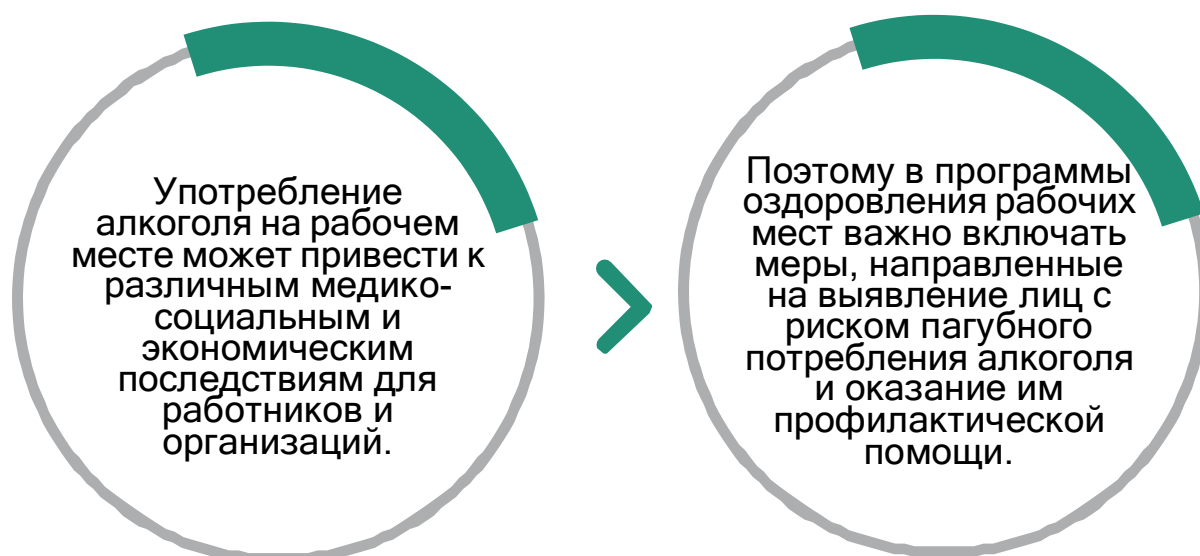 Употребление
алкоголя на рабочем
месте может привести к
различным медико-
социальным и
экономическим
последствиям для
работников и
организаций.
Поэтому в программы
оздоровления рабочих
мест важно включать
меры, направленные
на выявление лиц с
риском пагубного
потребления алкоголя
и оказание им
профилактической
помощи.